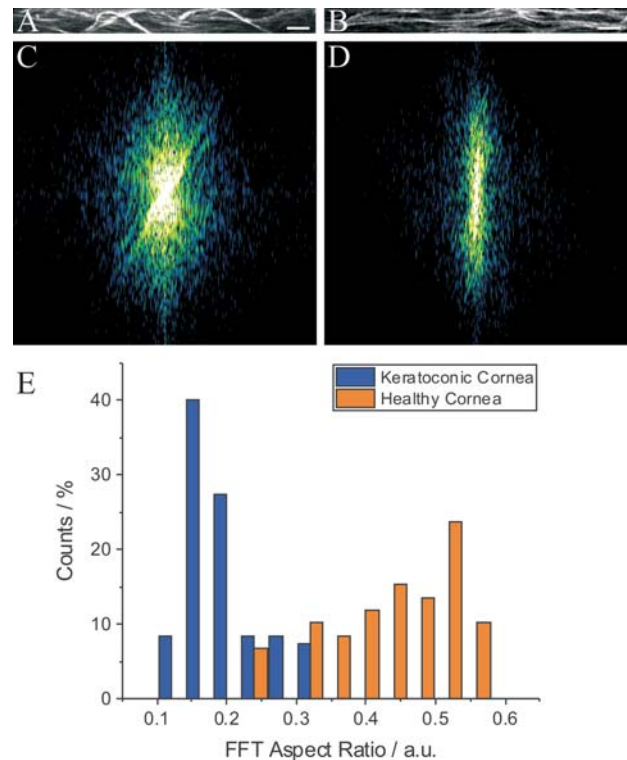 A B
C D
E
Keratoconic Cornea
Healthy Cornea
Counts / %
40
30
20
10
0
0.1 0.2 0.3 0.4 0.5 0.6
FFT Aspect Ratio / a.u.